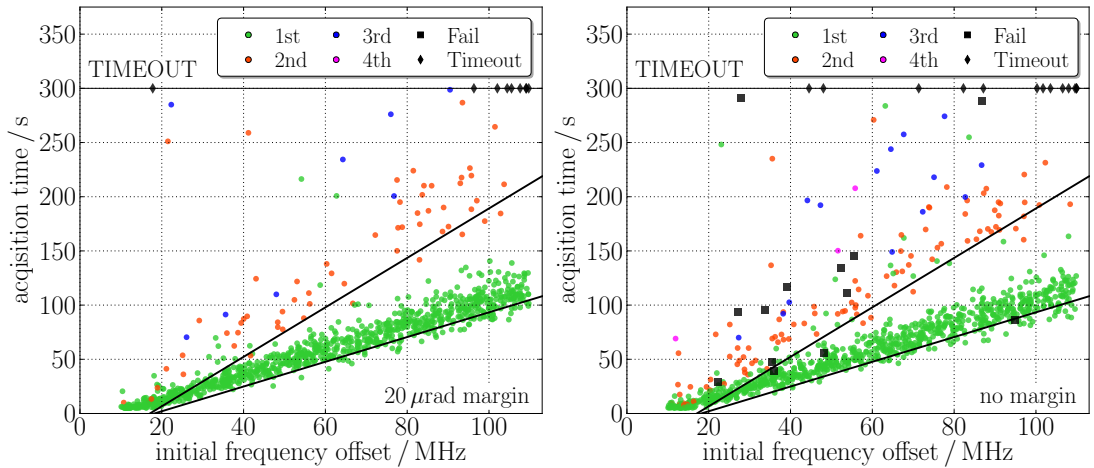 350
300
250
200
150
100
50
0
acquisition time / s
TIMEOUT
1st 3rd Fail
2nd 4th Timeout
20 μrad margin
0 20 40 60 80 100
initial frequency offset / MHz
350
300
250
200
150
100
50
0
acquisition time / s
TIMEOUT
1st 3rd Fail
2nd 4th Timeout
no margin
0 20 40 60 80 100
initial frequency offset / MHz